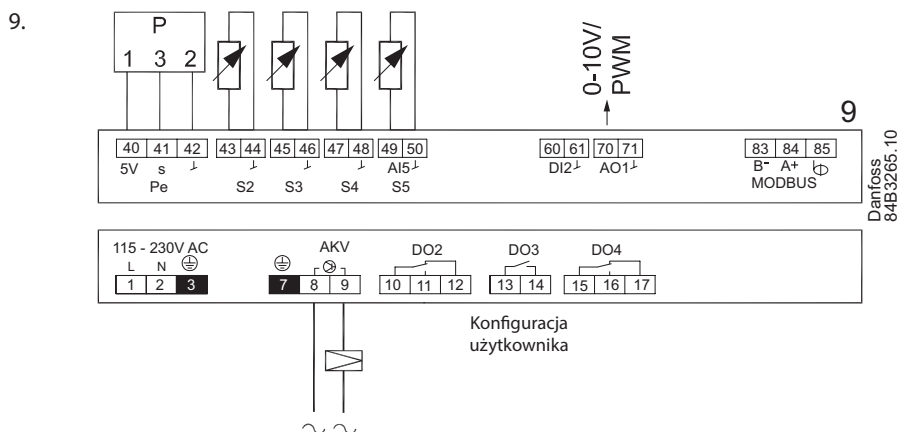 9.
P
1 3 2
0-10V/
PWM
9
40 41 42 43 44 45 46 47 48 49 50 60 61 70 71 83 84 85
5V s ⏊ ⏊ ⏊ ⏊ AI5 ⏊ DI2 ⏊ AO1 ⏊ B- A+
Pe S2 S3 S4 S5 MODBUS
Danfoss
84B3265.10
115 - 230V AC AKV DO2 DO3 DO4
L N
1 2 3 7 8 9 10 11 12 13 14 15 16 17
Konfiguracja
użytkownika